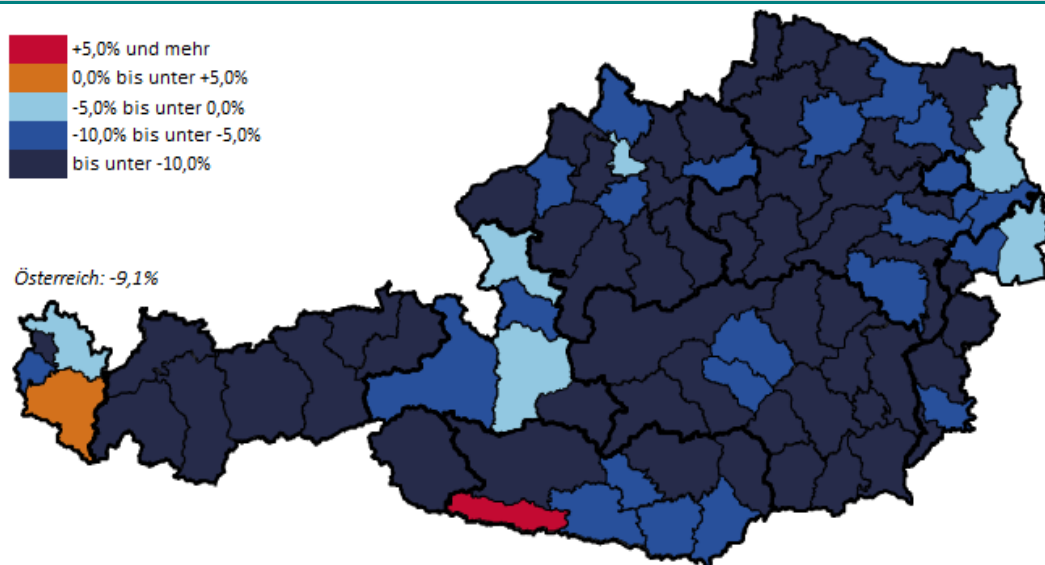 +5,0% und mehr
0,0% bis unter +5,0%
-5,0% bis unter 0,0%
-10,0% bis unter -5,0%
bis unter -10,0%
Österreich: -9,1%